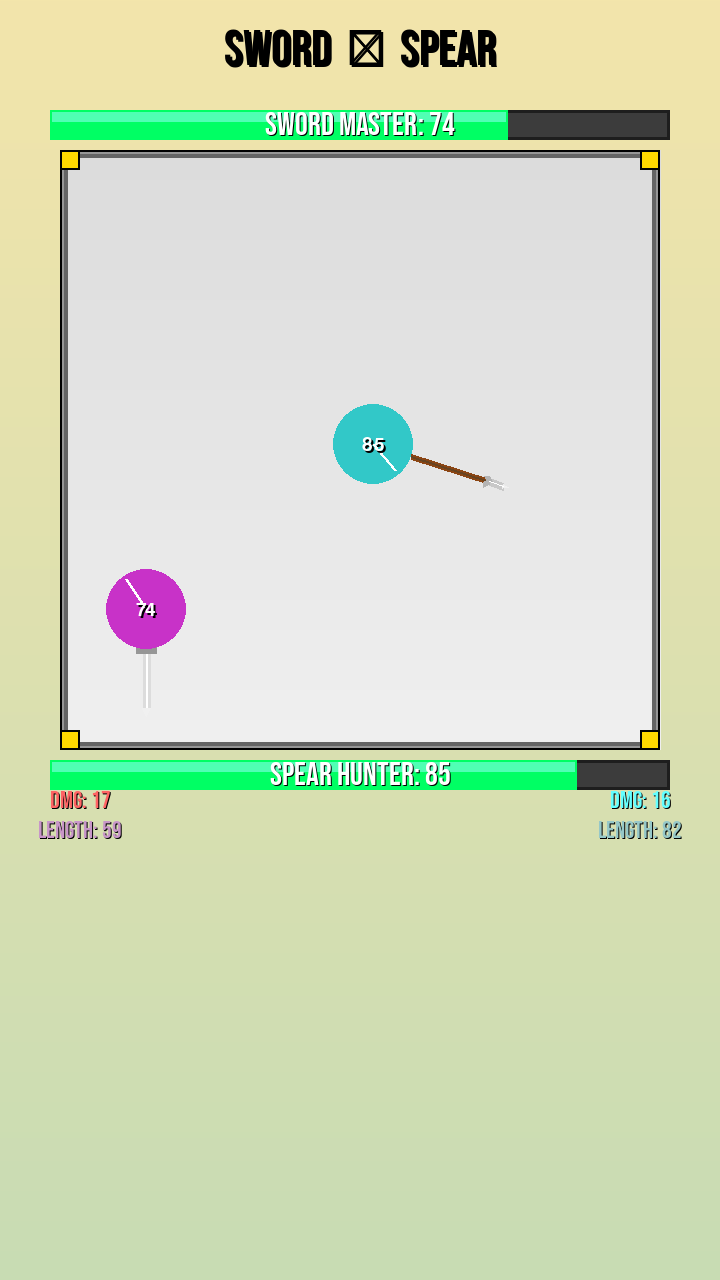 SWORD ☒ SPEAR
SWORD MASTER: 74
85
74
SPEAR HUNTER: 85
DMG: 17
DMG: 16
LENGTH: 59
LENGTH: 82